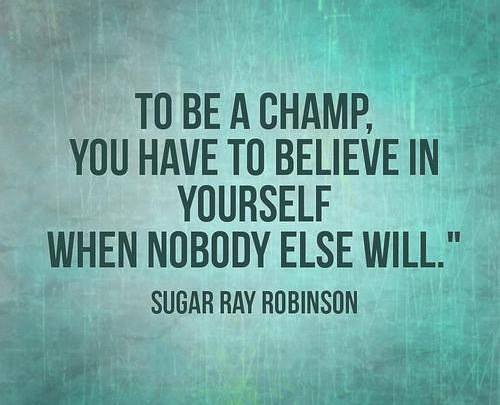 TO BE A CHAMP,
YOU HAVE TO BELIEVE IN
YOURSELF
WHEN NOBODY ELSE WILL."
SUGAR RAY ROBINSON